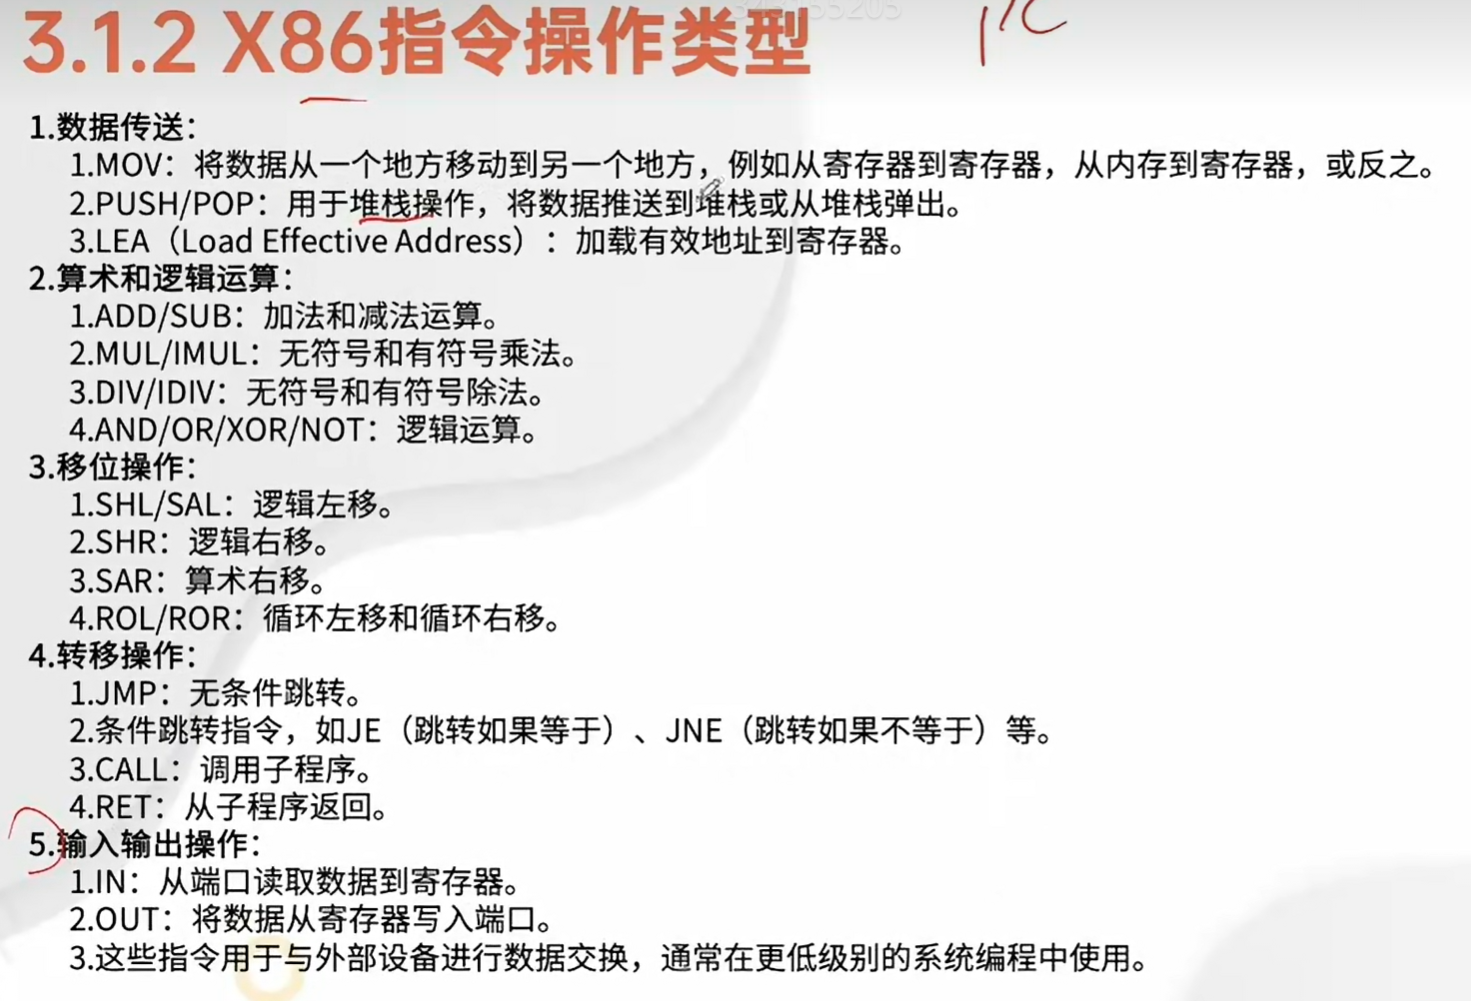 3.1.2 X86指令操作类型
1.数据传送：
1.MOV：将数据从一个地方移动到另一个地方，例如从寄存器到寄存器，从内存到寄存器，或反之。
2.PUSH/POP：用于堆栈操作，将数据推送到堆栈或从堆栈弹出。
3.LEA（Load Effective Address）：加载有效地址到寄存器。
2.算术和逻辑运算：
1.ADD/SUB：加法和减法运算。
2.MUL/IMUL：无符号和有符号乘法。
3.DIV/IDIV：无符号和有符号除法。
4.AND/OR/XOR/NOT：逻辑运算。
3.移位操作：
1.SHL/SAL：逻辑左移。
2.SHR：逻辑右移。
3.SAR：算术右移。
4.ROL/ROR：循环左移和循环右移。
4.转移操作：
1.JMP：无条件跳转。
2.条件跳转指令，如JE（跳转如果等于）、JNE（跳转如果不等于）等。
3.CALL：调用子程序。
4.RET：从子程序返回。
5.输入输出操作：
1.IN：从端口读取数据到寄存器。
2.OUT：将数据从寄存器写入端口。
3.这些指令用于与外部设备进行数据交换，通常在更低级别的系统编程中使用。